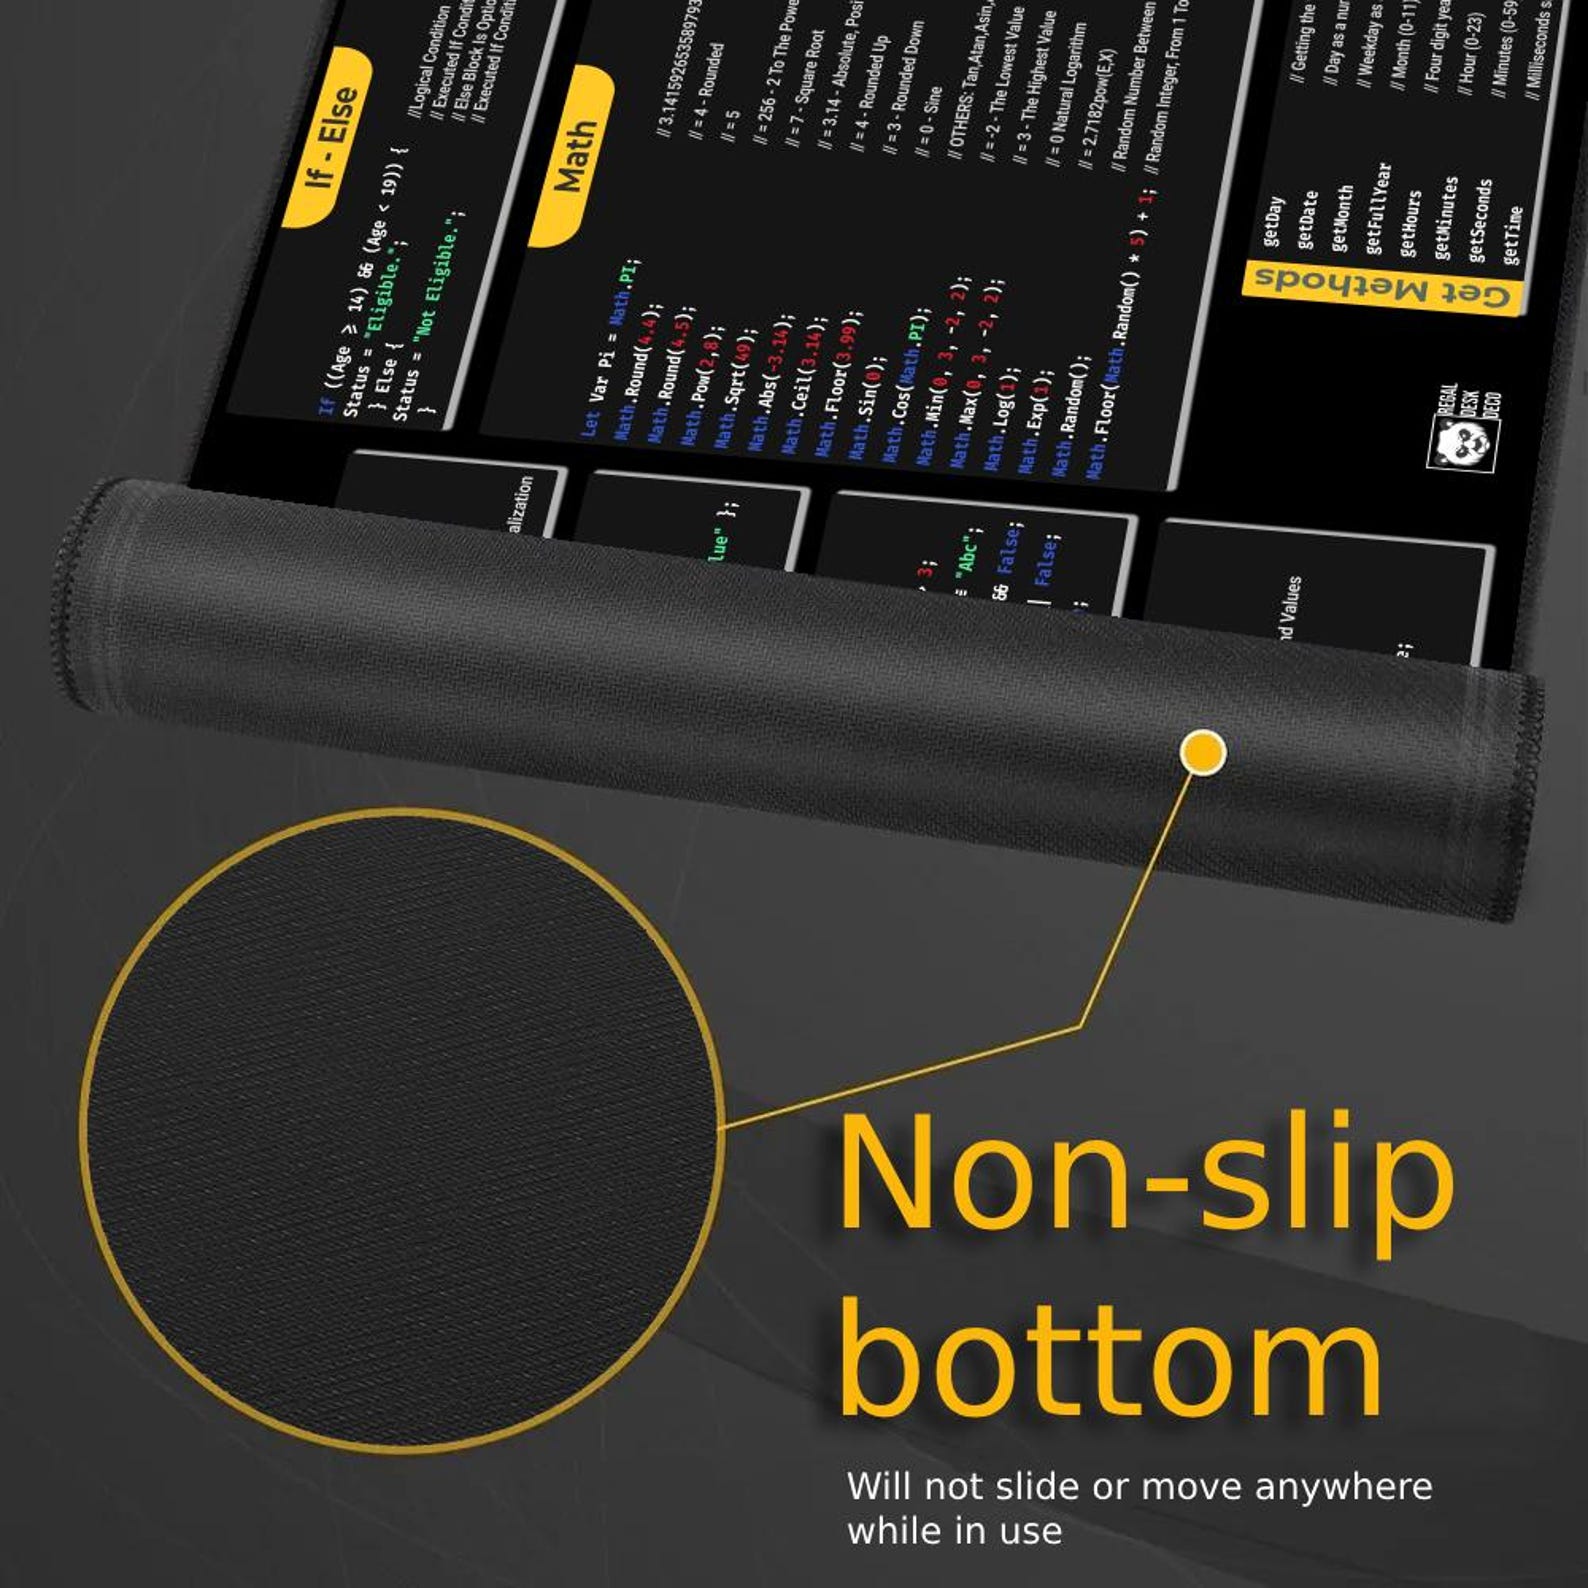 If - Else
If ((Age ⩾ 14) && (Age < 19)) {
Status = "Eligible.";
} Else {
Status = "Not Eligible.";
}
//Logical Condition
// Executed If
// Else Block Is
// Executed If
Math
Let Var Pi = Math.PI;
Math.Round(4.4);
Math.Round(4.5);
Math.Pow(2,8);
Math.Sqrt(49);
Math.Abs(-3.14);
Math.Ceil(3.14);
Math.Floor(3.99);
Math.Sin(0);
Math.Cos(Math.PI);
Math.Min(0, 3, -2, 2);
Math.Max(0, 3, -2, 2);
Math.Log(1);
Math.Exp(1);
Math.Random();
Math.Floor(Math.Random() * 5) + 1;
// 3.141592653589793
// = 4 - Rounded
// = 5
// = 256 - 2 To The
// = 7 - Square Root
// = 3.14 - Absolute,
// = 4 - Rounded Up
// = 3 - Rounded Down
// = 0 - Sine
// OTHERS: Tan,Atan,Asin,
// = -2 - The Lowest Value
// = 3 - The Highest Value
// = 0 Natural Logarithm
// = 2.7182pow(E,X)
// Random Number Between
// Random Integer, From 1
Get Methods
getDay
getDate
getMonth
getFullYear
getHours
getMinutes
getSeconds
getTime
// Getting the
// Day as a
// Weekday as
// Month (0-11)
// Four digit
// Hour (0-23)
// Minutes (0-59
// Milliseconds
REGAL
DESK
DECO
alization
lue" };
3;
"Abc";
&& False;
False;
nd Values
Non-slip
bottom
Will not slide or move anywhere
while in use